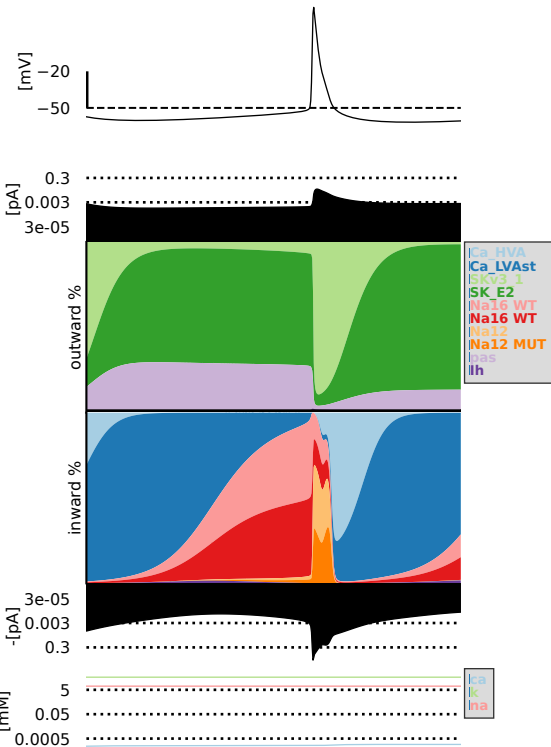 [mV]
−20
−50
[pA]
0.3
0.003
3e-05
outward %
Ca_HVA
Ca_LVAst
SKv3_1
SK_E2
Na16 WT
Na16 WT
Na12
Na12 MUT
pas
Ih
inward %
-[pA]
3e-05
0.003
0.3
[mM]
5
0.05
0.0005
ca
k
na